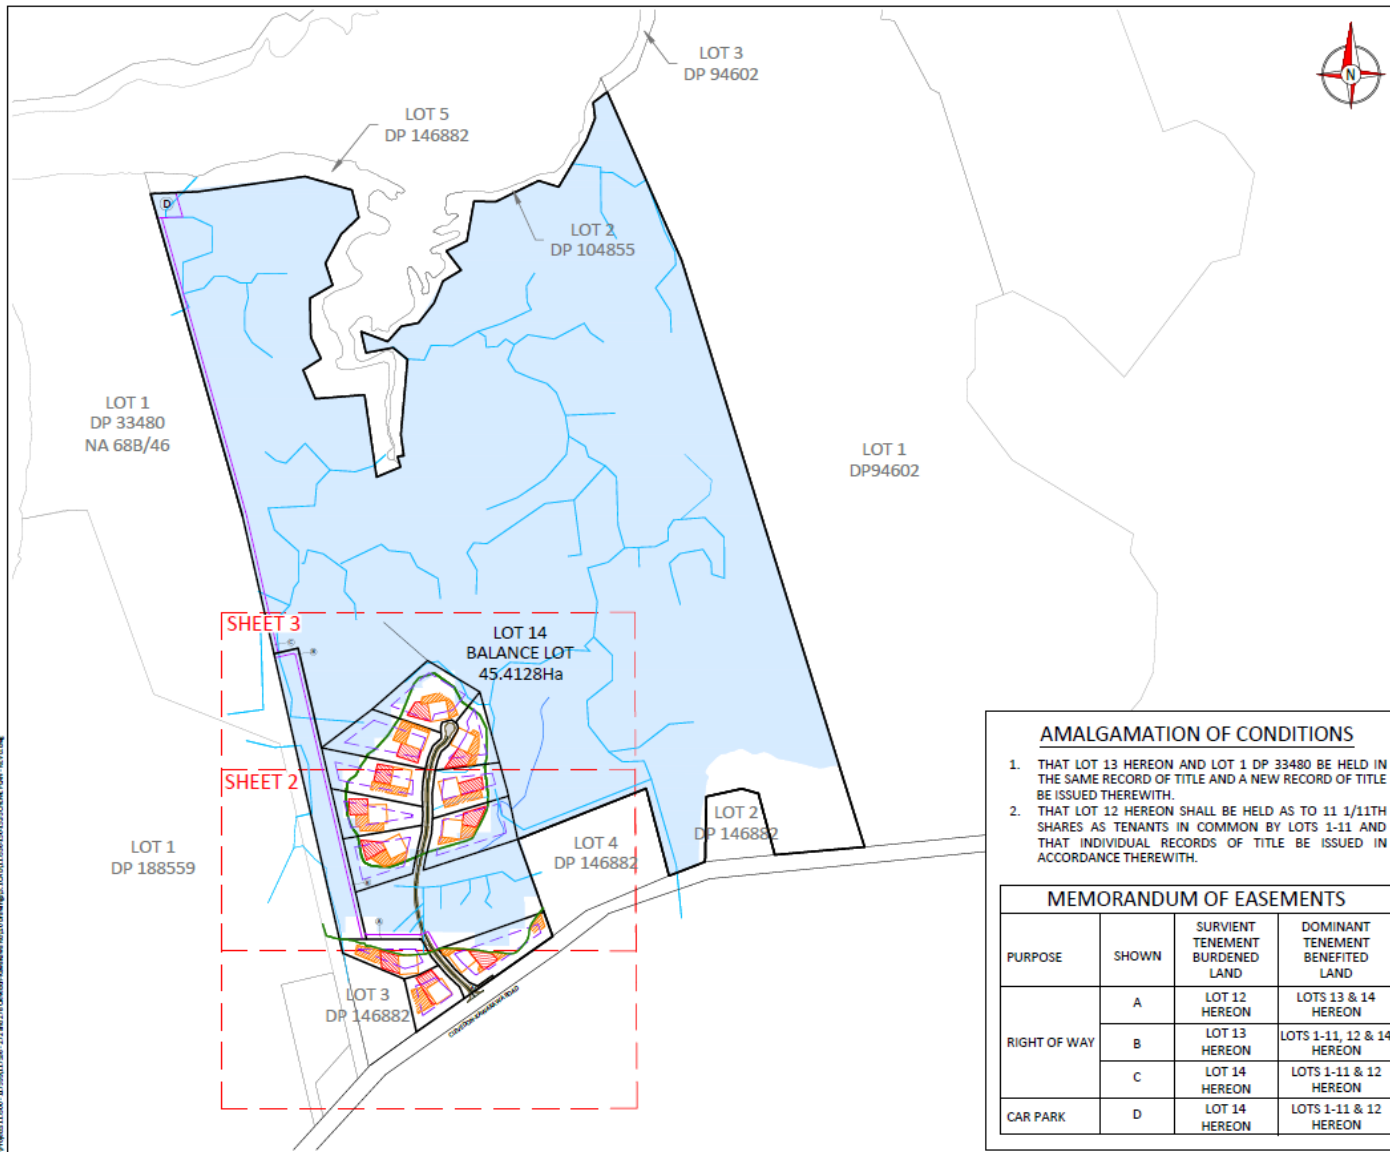 LOT 3
DP 94602
N
LOT 5
DP 146882
D
LOT 2
DP 104855
LOT 1
DP 33480
NA 68B/46
LOT 1
DP94602
SHEET 3
LOT 14
BALANCE LOT
45.4128Ha
SHEET 2
LOT 2
DP 146882
LOT 4
DP 146882
LOT 1
DP 188559
LOT 3
DP 146882
AMALGAMATION OF CONDITIONS
1. THAT LOT 13 HEREON AND LOT 1 DP 33480 BE HELD IN
THE SAME RECORD OF TITLE AND A NEW RECORD OF TITLE
BE ISSUED THEREWITH.
2. THAT LOT 12 HEREON SHALL BE HELD AS TO 11 1/11TH
SHARES AS TENANTS IN COMMON BY LOTS 1-11 AND
THAT INDIVIDUAL RECORDS OF TITLE BE ISSUED IN
ACCORDANCE THEREWITH.
MEMORANDUM OF EASEMENTS
PURPOSE
SHOWN
SURVIENT
TENEMENT
BURDENED
LAND
DOMINANT
TENEMENT
BENEFITED
LAND
RIGHT OF WAY
A
LOT 12
HEREON
LOTS 13 & 14
HEREON
B
LOT 13
HEREON
LOTS 1-11, 12 & 14
HEREON
C
LOT 14
HEREON
LOTS 1-11 & 12
HEREON
CAR PARK
D
LOT 14
HEREON
LOTS 1-11 & 12
HEREON